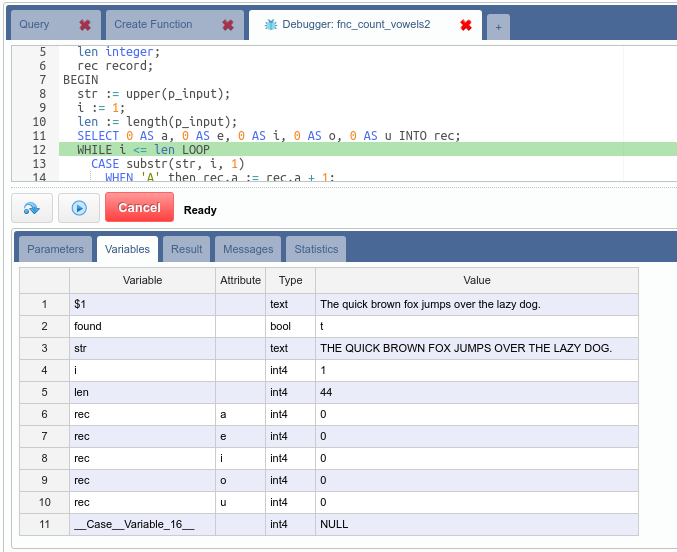 Query Create Function Debugger: fnc_count_vowels2 +
5 len integer;
6 rec record;
7 BEGIN
8 str := upper(p_input);
9 i := 1;
10 len := length(p_input);
11 SELECT 0 AS a, 0 AS e, 0 AS i, 0 AS o, 0 AS u INTO rec;
12 WHILE i <= len LOOP
13 CASE substr(str, i, 1)
14 WHEN 'A' then rec.a := rec.a + 1;
Cancel Ready
Parameters Variables Result Messages Statistics
Variable Attribute Type Value
1 $1 text The quick brown fox jumps over the lazy dog.
2 found bool t
3 str text THE QUICK BROWN FOX JUMPS OVER THE LAZY DOG.
4 i int4 1
5 len int4 44
6 rec a int4 0
7 rec e int4 0
8 rec i int4 0
9 rec o int4 0
10 rec u int4 0
11 __Case__Variable_16__ int4 NULL